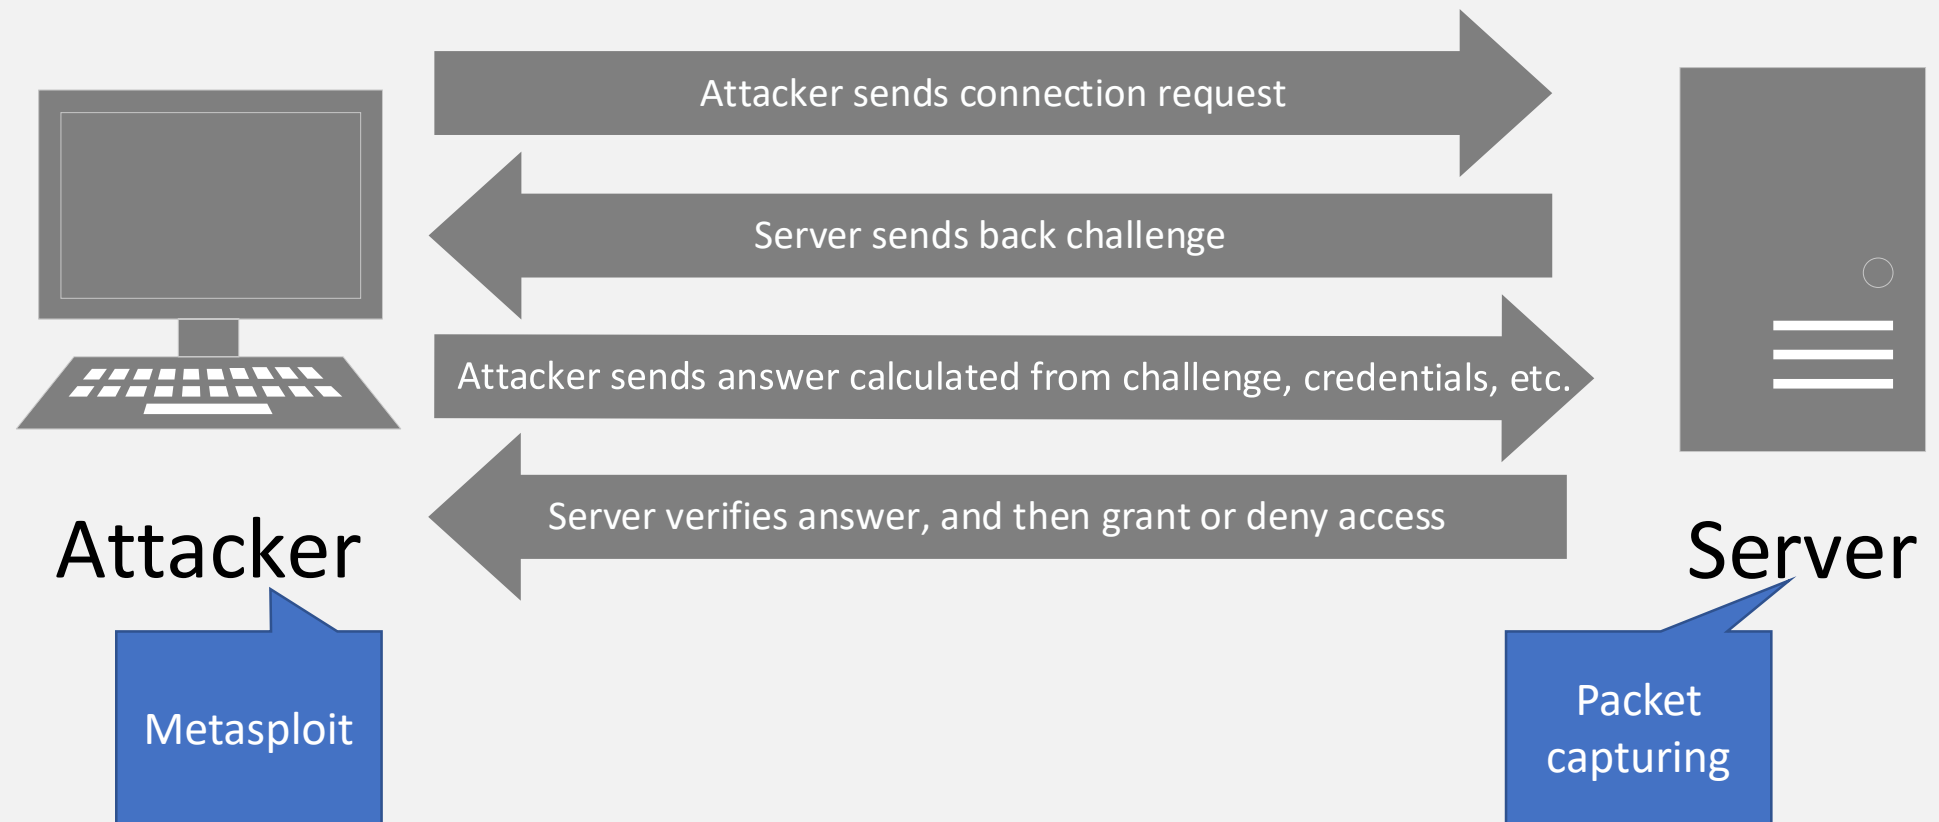 Attacker sends connection request
Server sends back challenge
Attacker sends answer calculated from challenge, credentials, etc.
Server verifies answer, and then grant or deny access
Attacker
Server
Metasploit
Packet
capturing